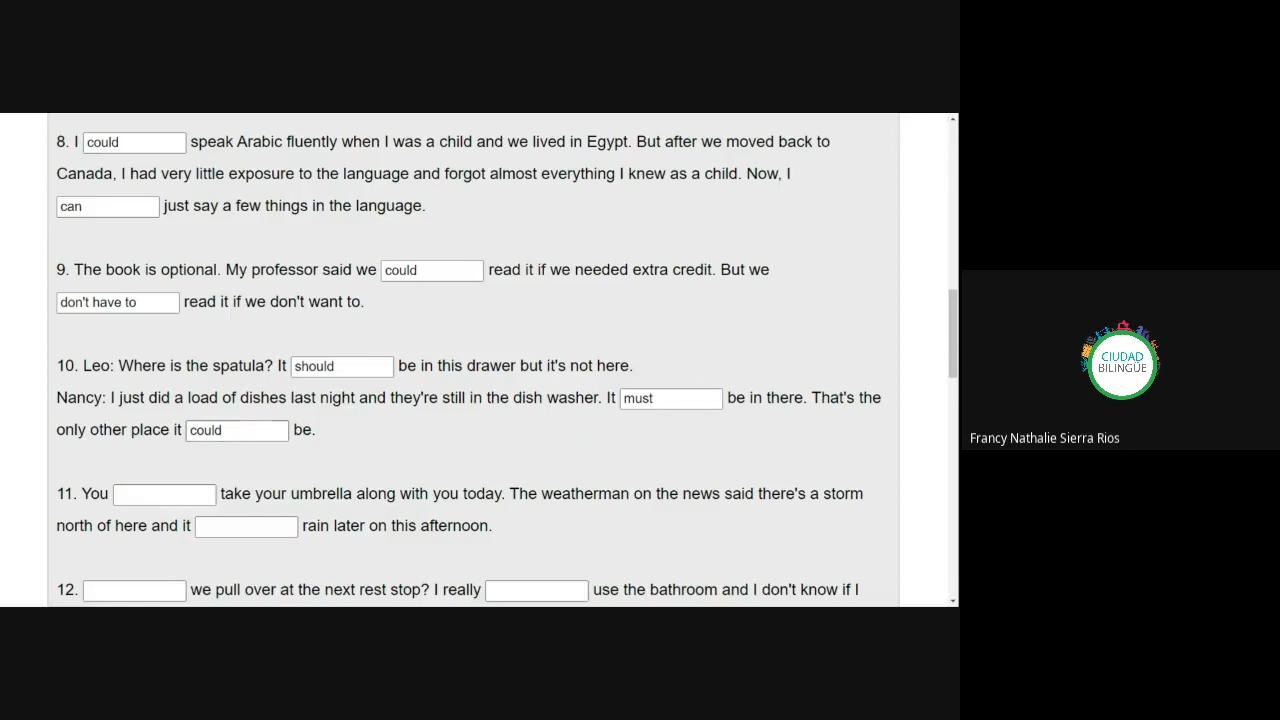 8. I could speak Arabic fluently when I was a child and we lived in Egypt. But after we moved back to
Canada, I had very little exposure to the language and forgot almost everything I knew as a child. Now, I
can just say a few things in the language.
9. The book is optional. My professor said we could read it if we needed extra credit. But we
don't have to read it if we don't want to.
10. Leo: Where is the spatula? It should be in this drawer but it's not here.
Nancy: I just did a load of dishes last night and they're still in the dish washer. It must be in there. That's the
only other place it could be.
11. You take your umbrella along with you today. The weatherman on the news said there's a storm
north of here and it rain later on this afternoon.
12. we pull over at the next rest stop? I really use the bathroom and I don't know if I
CIUDAD
BILINGÜE
Francy Nathalie Sierra Rios